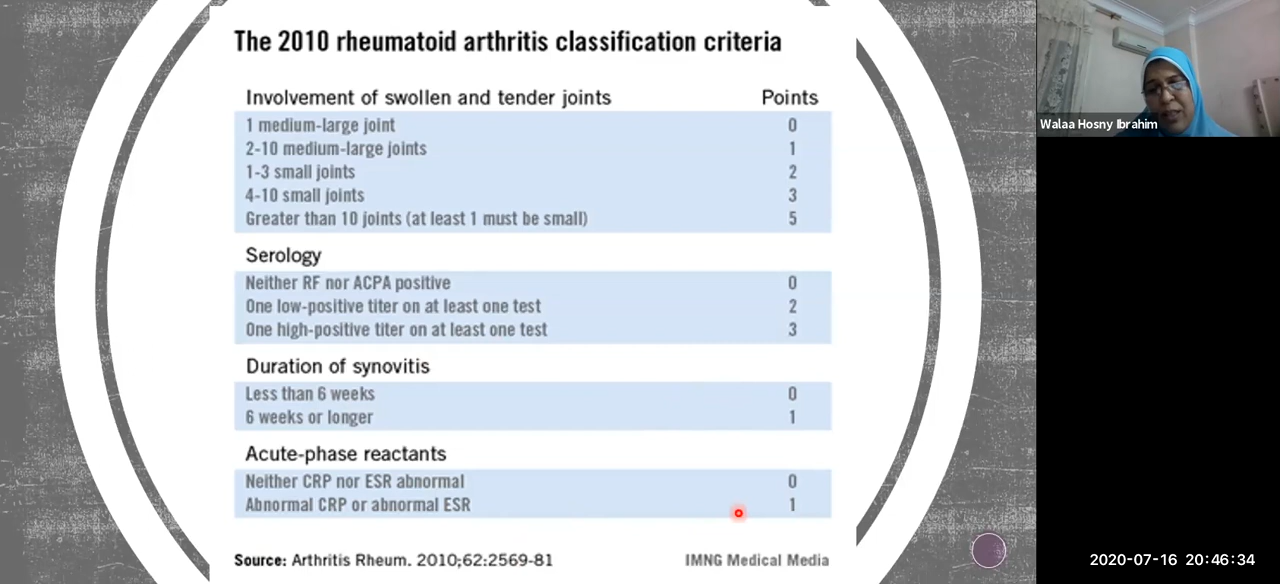 The 2010 rheumatoid arthritis classification criteria
Involvement of swollen and tender joints Points
1 medium-large joint 0
2-10 medium-large joints 1
1-3 small joints 2
4-10 small joints 3
Greater than 10 joints (at least 1 must be small) 5
Serology
Neither RF nor ACPA positive 0
One low-positive titer on at least one test 2
One high-positive titer on at least one test 3
Duration of synovitis
Less than 6 weeks 0
6 weeks or longer 1
Acute-phase reactants
Neither CRP nor ESR abnormal 0
Abnormal CRP or abnormal ESR 1
Source: Arthritis Rheum. 2010;62:2569-81 IMNG Medical Media
Walaa Hosny Ibrahim
2020-07-16 20:46:34